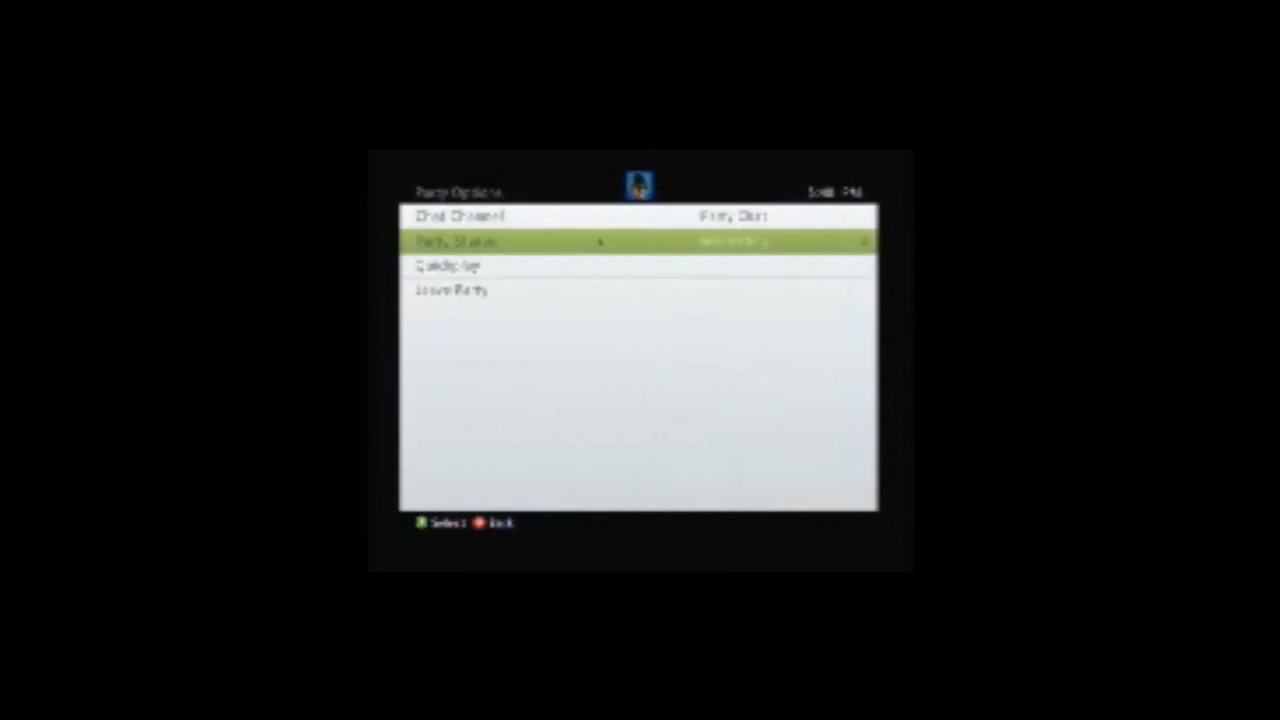 Party Options
Chat Channel Party Chat
Party Status
Quickplay
Leave Party
Select Back